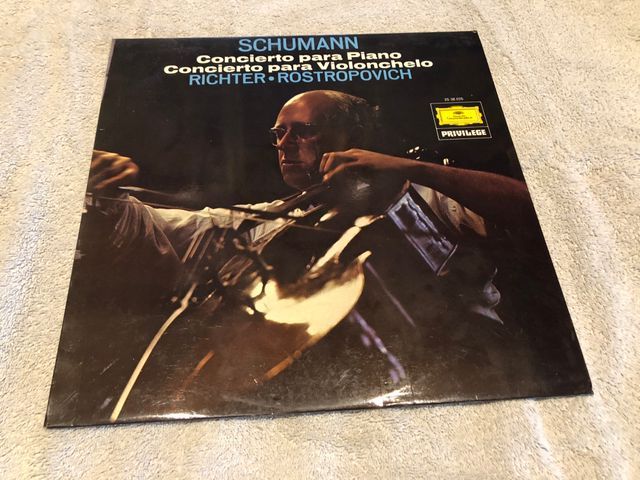 SCHUMANN
Concierto para Piano
Concierto para Violonchelo
RICHTER • ROSTROPOVICH
PRIVILEGE